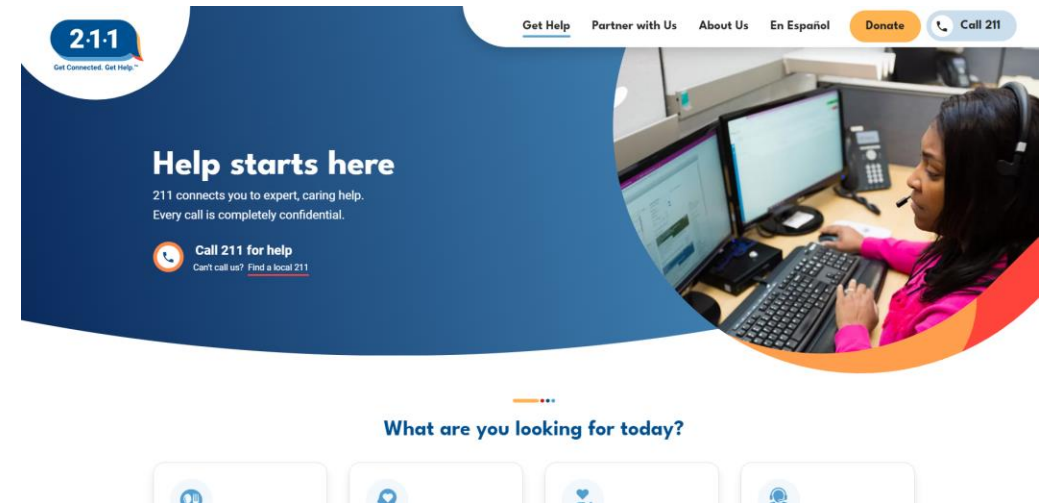 2·1·1
Get Connected. Get Help.™
Get Help
Partner with Us
About Us
En Español
Donate
Call 211
Help starts here
211 connects you to expert, caring help.
Every call is completely confidential.
Call 211 for help
Can't call us? Find a local 211
What are you looking for today?